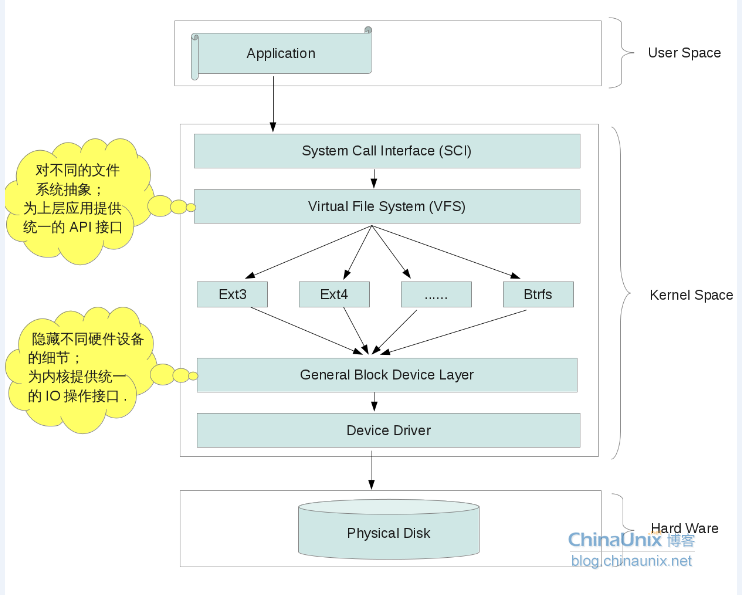 Application
User Space
System Call Interface (SCI)
对不同的文件
系统抽象；
为上层应用提供
统一的 API 接口
Virtual File System (VFS)
Ext3
Ext4
......
Btrfs
Kernel Space
隐藏不同硬件设备
的细节；
为内核提供统一
的 IO 操作接口 .
General Block Device Layer
Device Driver
Physical Disk
Hard Ware
ChinaUnix 博客
blog.chinaunix.net